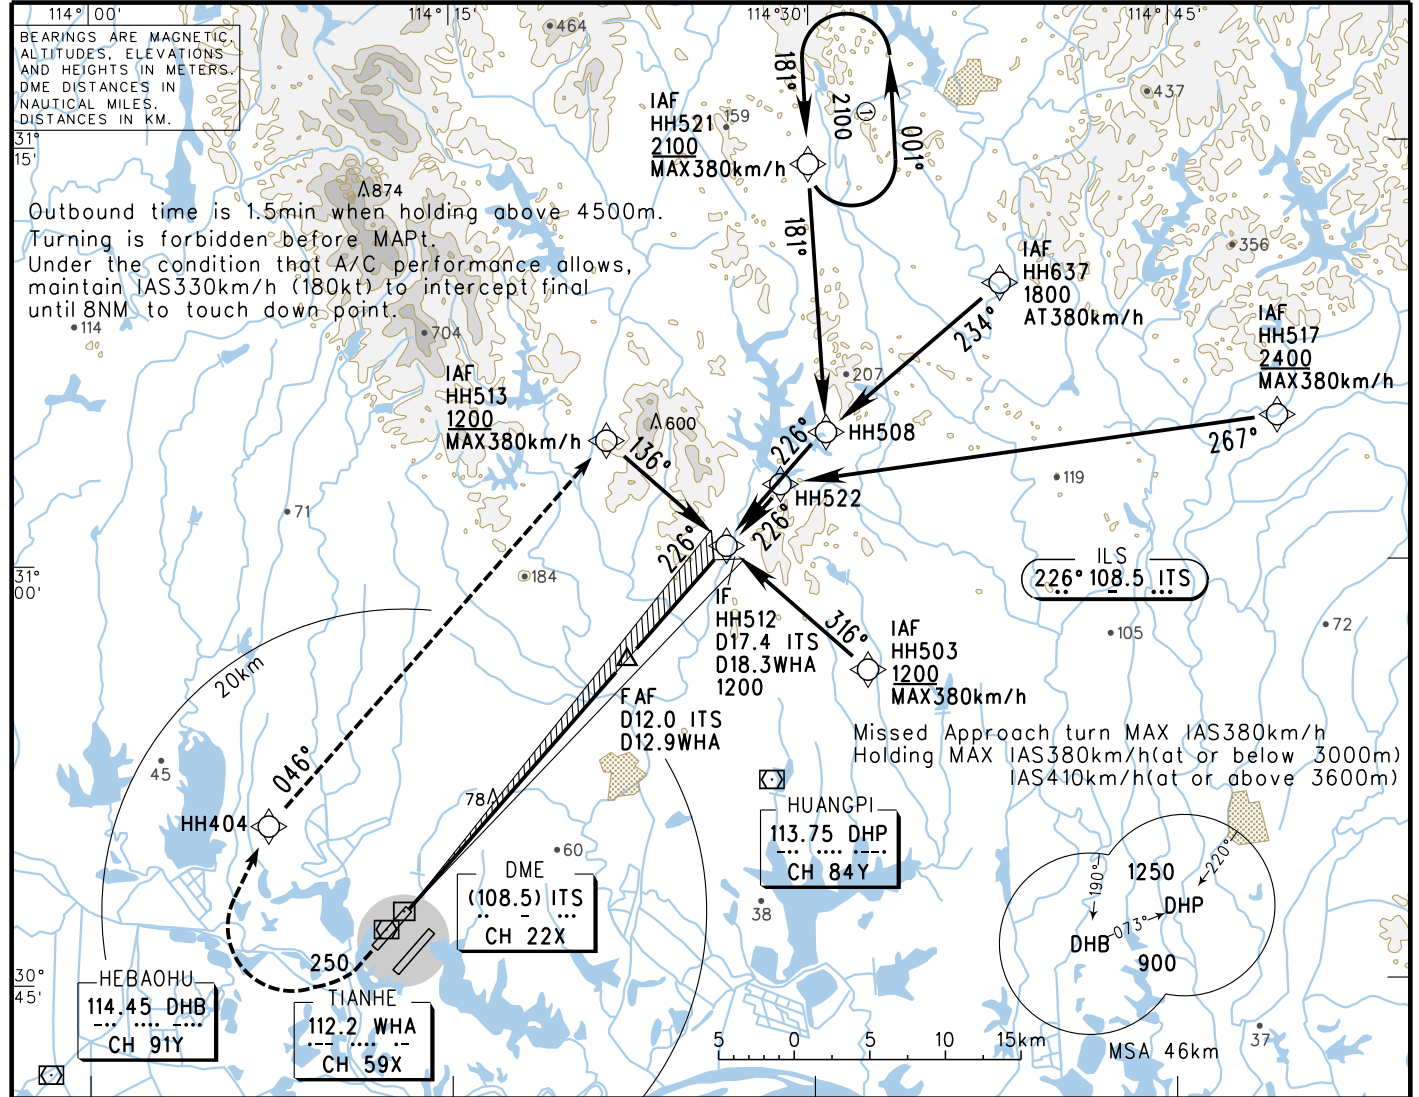 114° 00'
114° 15'
114° 30'
114° 45'
BEARINGS ARE MAGNETIC,
ALTITUDES, ELEVATIONS
AND HEIGHTS IN METERS.
DME DISTANCES IN
NAUTICAL MILES.
DISTANCES IN KM.
464
437
31°
15'
181°
2100
1
001°
IAF
HH521
2100
MAX380km/h
159
874
Outbound time is 1.5min when holding above 4500m.
Turning is forbidden before MAPt.
Under the condition that A/C performance allows,
maintain IAS330km/h (180kt) to intercept final
until 8NM to touch down point.
181°
IAF
HH637
1800
AT380km/h
356
234°
IAF
HH517
2400
MAX380km/h
114
704
207
IAF
HH513
1200
MAX380km/h
600
136°
226°
HH508
267°
HH522
226°
119
71
226°
184
31°
00'
ILS
226° 108.5 ITS
IF
HH512
D17.4 ITS
D18.3WHA
1200
316°
IAF
HH503
1200
MAX380km/h
105
72
20km
FAF
D12.0 ITS
D12.9WHA
Missed Approach turn MAX IAS380km/h
Holding MAX IAS380km/h(at or below 3000m)
IAS410km/h(at or above 3600m)
45
046°
78
HH404
HUANGPI
113.75 DHP
CH 84Y
60
DME
(108.5) ITS
CH 22X
38
1250
190°
220°
DHP
073°
DHB
900
250
30°
45'
HEBAOHU
114.45 DHB
CH 91Y
TIANHE
112.2 WHA
CH 59X
5 0 5 10 15km
MSA 46km
37